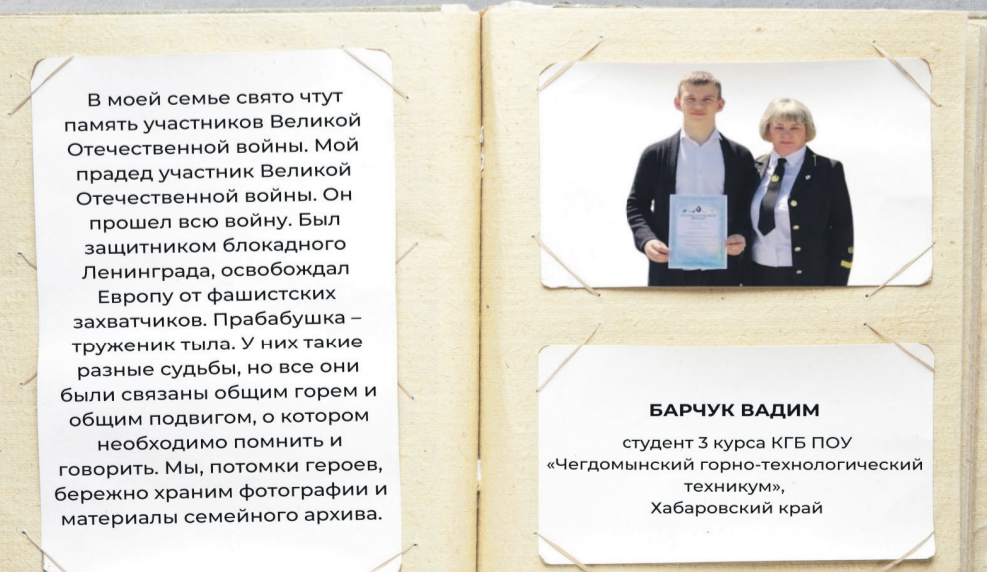 В моей семье свято чтут
память участников Великой
Отечественной войны. Мой
прадед участник Великой
Отечественной войны. Он
прошел всю войну. Был
защитником блокадного
Ленинграда, освобождал
Европу от фашистских
захватчиков. Прабабушка –
труженик тыла. У них такие
разные судьбы, но все они
были связаны общим горем и
общим подвигом, о котором
необходимо помнить и
говорить. Мы, потомки героев,
бережно храним фотографии и
материалы семейного архива.
БАРЧУК ВАДИМ
студент 3 курса КГБ ПОУ
«Чегдомынский горно-технологический
техникум»,
Хабаровский край